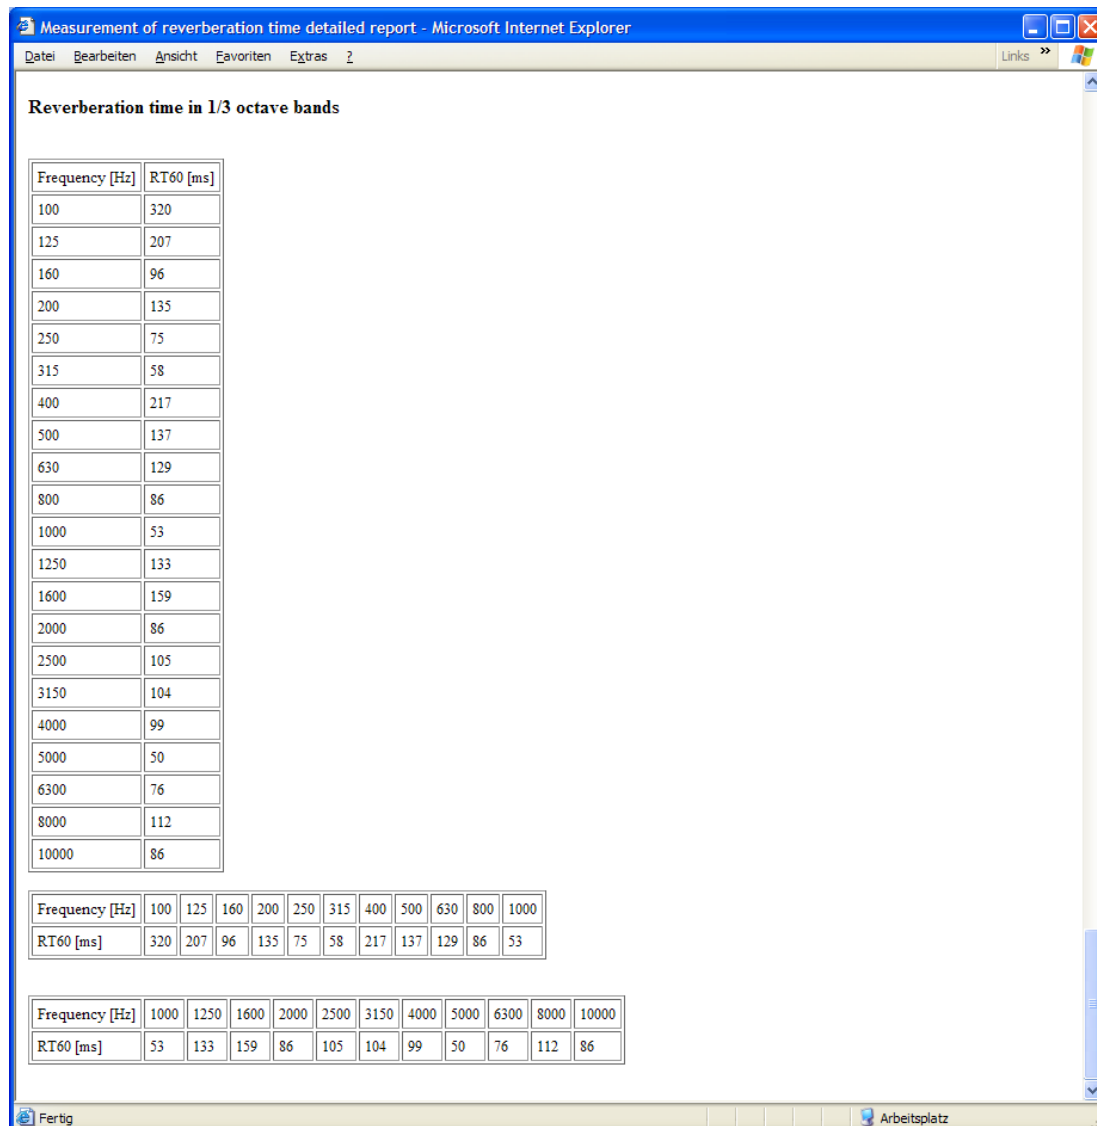 Measurement of reverberation time detailed report - Microsoft Internet Explorer
Datei Bearbeiten Ansicht Favoriten Extras ? Links »
Reverberation time in 1/3 octave bands
Frequency [Hz] RT60 [ms]
100 320
125 207
160 96
200 135
250 75
315 58
400 217
500 137
630 129
800 86
1000 53
1250 133
1600 159
2000 86
2500 105
3150 104
4000 99
5000 50
6300 76
8000 112
10000 86
Frequency [Hz] 100 125 160 200 250 315 400 500 630 800 1000
RT60 [ms] 320 207 96 135 75 58 217 137 129 86 53
Frequency [Hz] 1000 1250 1600 2000 2500 3150 4000 5000 6300 8000 10000
RT60 [ms] 53 133 159 86 105 104 99 50 76 112 86
Fertig Arbeitsplatz